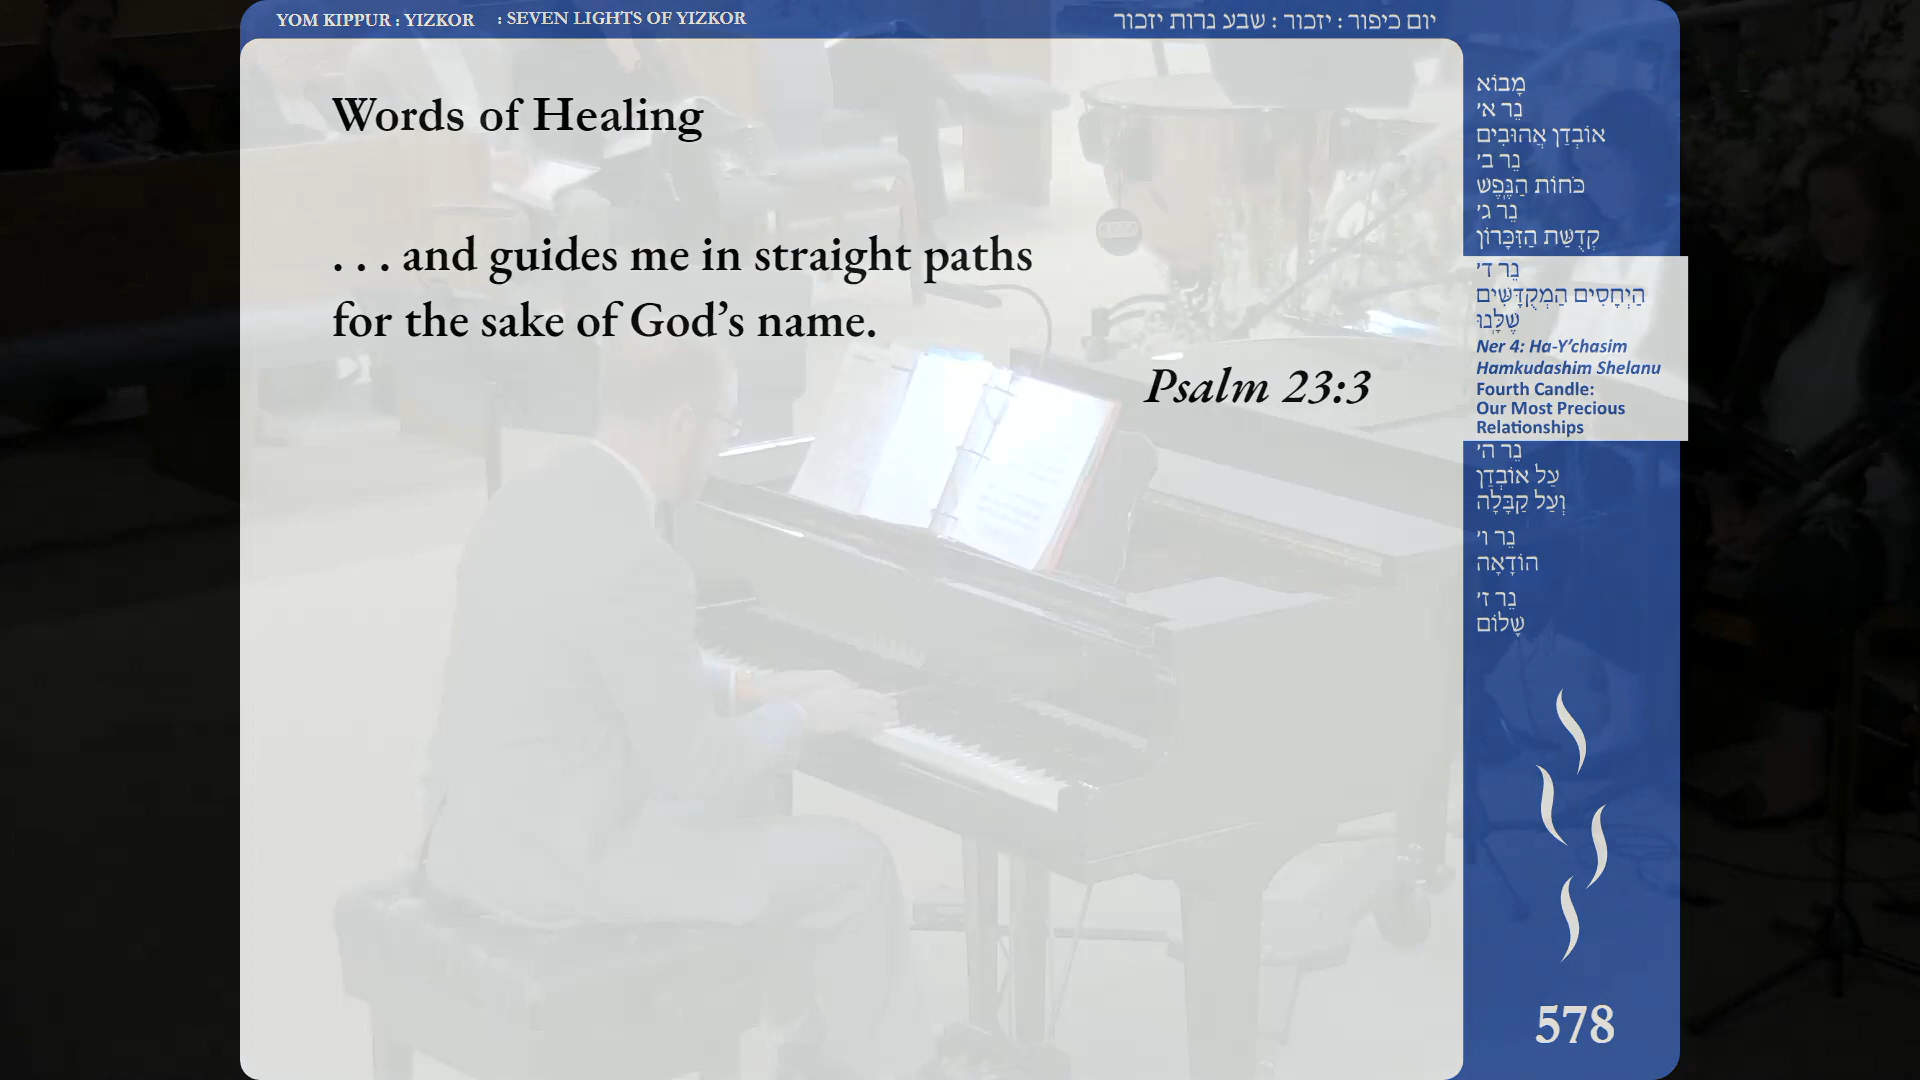 YOM KIPPUR : YIZKOR : SEVEN LIGHTS OF YIZKOR
יום כיפור : יזכור : שבע נרות יזכור
Words of Healing
. . . and guides me in straight paths
for the sake of God’s name.
Psalm 23:3
מָבוֹא
נֵר א׳
אוֹבְדַן אֲהוּבִים
נֵר ב׳
כֹּחוֹת הַנֶּפֶשׁ
נֵר ג׳
קְדֻשַּׁת הַזִּכָּרוֹן
נֵר ד׳
הַיְחָסִים הַמְקֻדָּשִׁים
שֶׁלָּנוּ
Ner 4: Ha-Y’chasim
Hamkudashim Shelanu
Fourth Candle:
Our Most Precious
Relationships
נֵר ה׳
עַל אוֹבְדַן
וְעַל קַבָּלָה
נֵר ו׳
הוֹדָאָה
נֵר ז׳
שָׁלוֹם
578